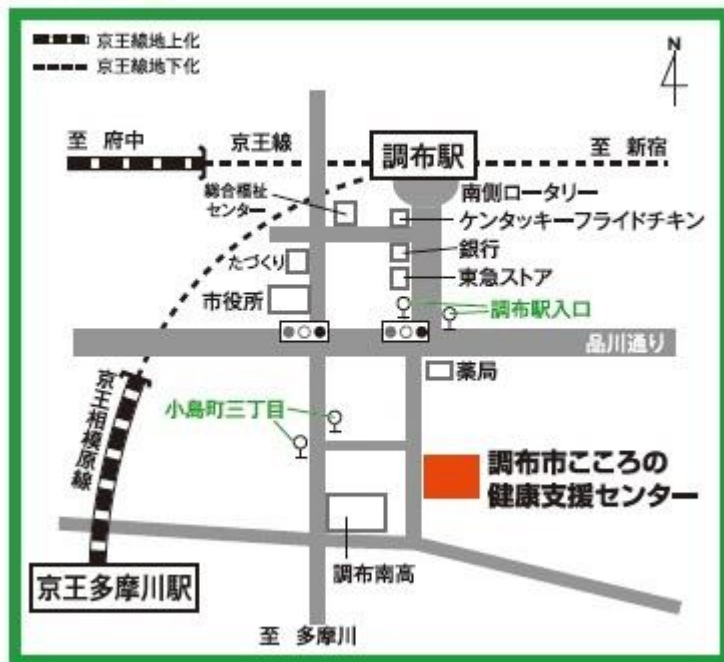 京王線地上化
京王線地下化
N
至 府中
京王線
調布駅
至 新宿
総合福祉
センター
南側ロータリー
ケンタッキーフライドチキン
たづくり
銀行
東急ストア
市役所
調布駅入口
品川通り
薬局
京王相模原線
小島町三丁目
調布市こころの
健康支援センター
調布南高
京王多摩川駅
至 多摩川